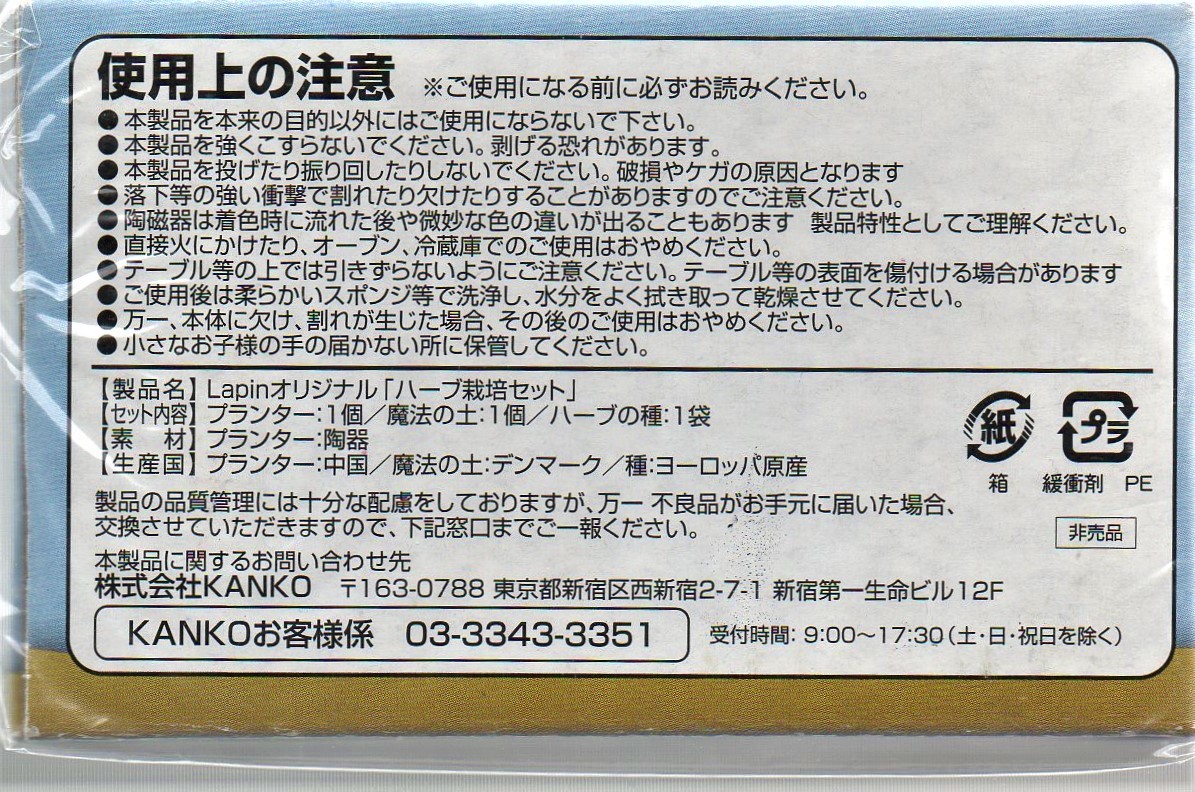 使用上の注意 ※ご使用になる前に必ずお読みください。
●本製品を本来の目的以外にはご使用にならないで下さい。
●本製品を強くこすらないでください。剥げる恐れがあります。
●本製品を投げたり振り回したりしないでください。破損やケガの原因となります
●落下等の強い衝撃で割れたり欠けたりすることがありますのでご注意ください。
●陶磁器は着色時に流れた後や微妙な色の違いが出ることもあります 製品特性としてご理解ください。
●直接火にかけたり、オーブン、冷蔵庫でのご使用はおやめください。
●テーブル等の上では引きずらないようにご注意ください。テーブル等の表面を傷付ける場合があります
●ご使用後は柔らかいスポンジ等で洗浄し、水分をよく拭き取って乾燥させてください。
●万一、本体に欠け、割れが生じた場合、その後のご使用はおやめください。
●小さなお子様の手の届かない所に保管してください。
【製品名】Lapinオリジナル「ハーブ栽培セット」
【セット内容】プランター:1個/魔法の土:1個/ハーブの種:1袋
【素 材】プランター:陶器
【生産国】プランター:中国/魔法の土:デンマーク/種:ヨーロッパ原産
紙 プラ
箱 緩衝剤 PE
製品の品質管理には十分な配慮をしておりますが、万一 不良品がお手元に届いた場合、
交換させていただきますので、下記窓口までご一報ください。
非売品
本製品に関するお問い合わせ先
株式会社KANKO 〒163-0788 東京都新宿区西新宿2-7-1 新宿第一生命ビル12F
KANKOお客様係 03-3343-3351 受付時間: 9:00〜17:30(土・日・祝日を除く)